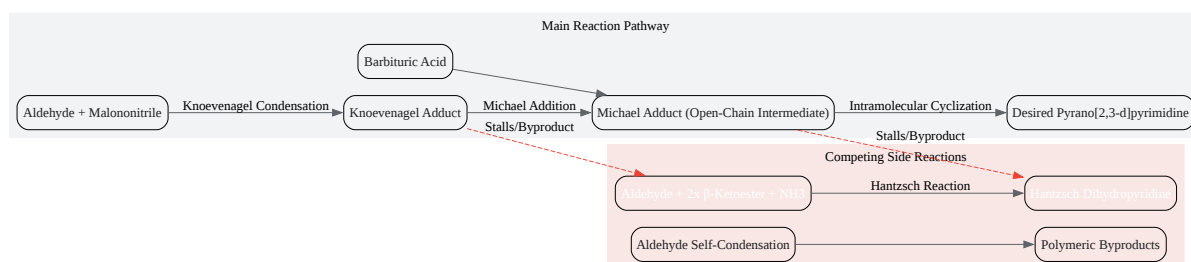 Main Reaction Pathway
Barbituric Acid
Aldehyde + Malononitrile
Knoevenagel Condensation
Knoevenagel Adduct
Michael Addition
Michael Adduct (Open-Chain Intermediate)
Intramolecular Cyclization
Desired Pyrano[2,3-d]pyrimidine
Stalls/Byproduct
Stalls/Byproduct
Competing Side Reactions
Aldehyde + 2x β-Ketoester + NH3
Hantzsch Reaction
Hantzsch Dihydropyridine
Aldehyde Self-Condensation
Polymeric Byproducts